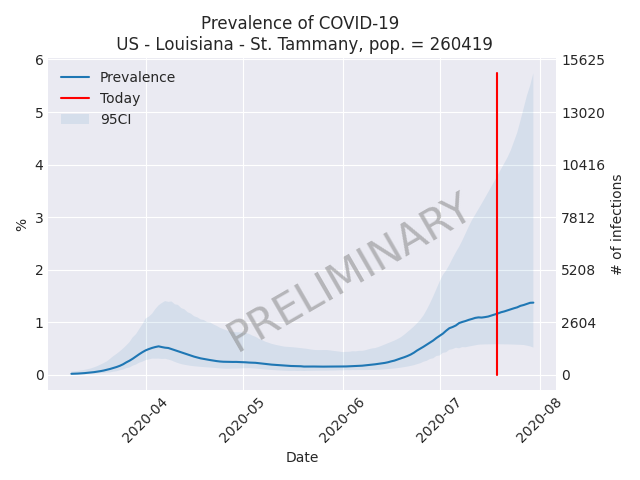 Prevalence of COVID-19
US - Louisiana - St. Tammany, pop. = 260419
Prevalence
Today
95CI
PRELIMINARY
%
6
5
4
3
2
1
0
15625
13020
10416
7812
5208
2604
0
# of infections
2020-04
2020-05
2020-06
2020-07
2020-08
Date